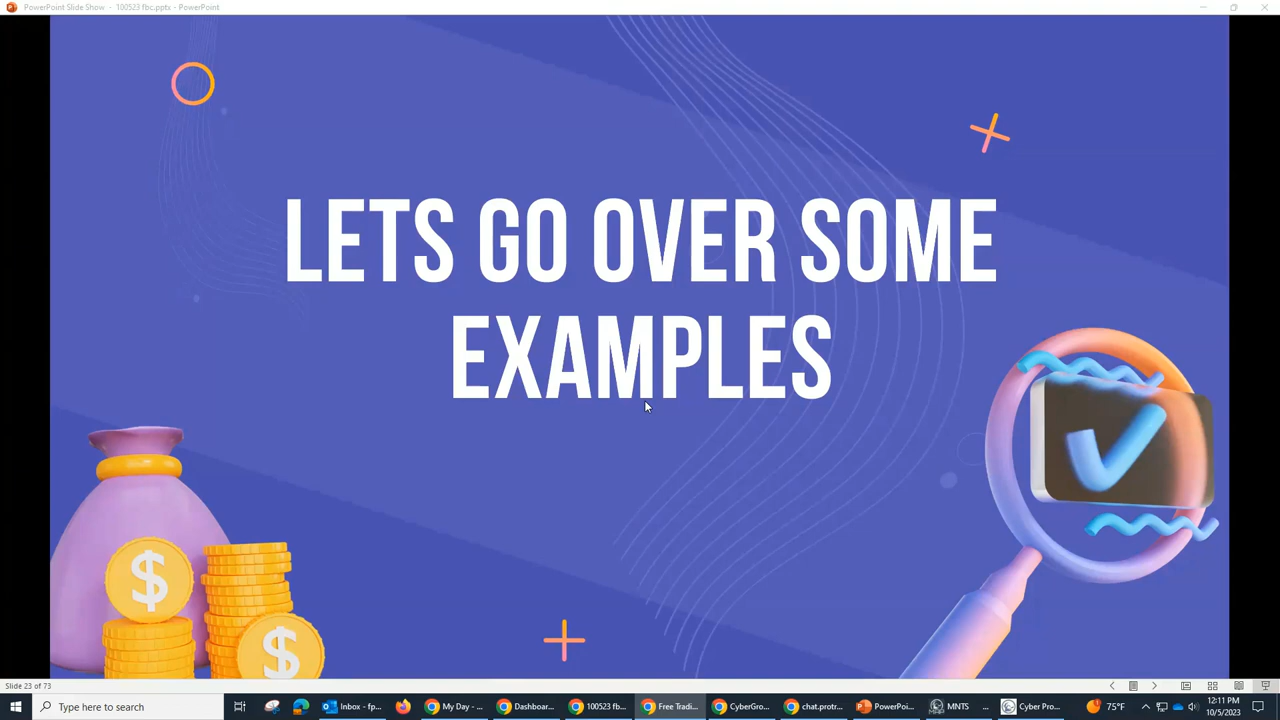 PowerPoint Slide Show - 100523 fbc.pptx - PowerPoint
LETS GO OVER SOME
EXAMPLES
$
$
Slide 23 of 73
Type here to search
Inbox - fp...
My Day - ...
Dashboar...
100523 fb...
Free Tradi...
CyberGro...
chat.protr...
PowerPoi...
MNTS ...
Cyber Pro...
75°F
12:11 PM
10/5/2023